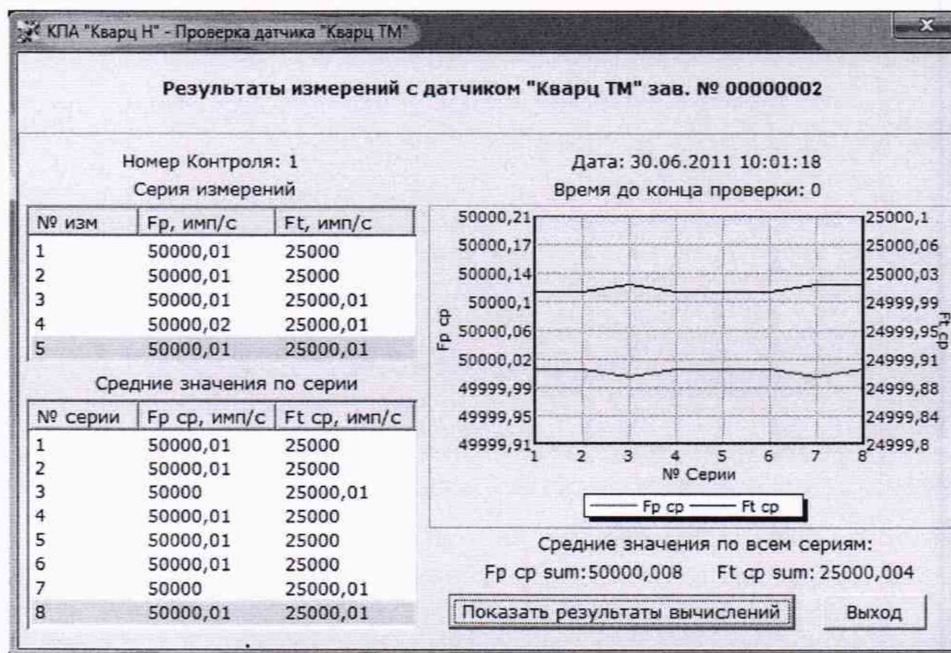 КПА "Кварц Н" - Проверка датчика "Кварц ТМ"
Результаты измерений с датчиком "Кварц ТМ" зав. № 00000002
Номер Контроля: 1
Серия измерений
№ изм Fp, имп/с Ft, имп/с
1 50000,01 25000
2 50000,01 25000
3 50000,01 25000,01
4 50000,02 25000,01
5 50000,01 25000,01
Средние значения по серии
№ серии Fp ср, имп/с Ft ср, имп/с
1 50000,01 25000
2 50000,01 25000
3 50000 25000,01
4 50000,01 25000
5 50000,01 25000
6 50000,01 25000
7 50000 25000,01
8 50000,01 25000,01
Дата: 30.06.2011 10:01:18
Время до конца проверки: 0
50000,21 25000,1
50000,17 25000,06
50000,14 25000,03
50000,1 24999,99
50000,06 24999,95
50000,02 24999,91
49999,99 24999,88
49999,95 24999,84
49999,91 24999,8
Fp ср
Ft ср
1 2 3 4 5 6 7 8
№ Серии
Fp ср Ft ср
Средние значения по всем сериям:
Fp ср sum:50000,008 Ft ср sum: 25000,004
Показать результаты вычислений Выход